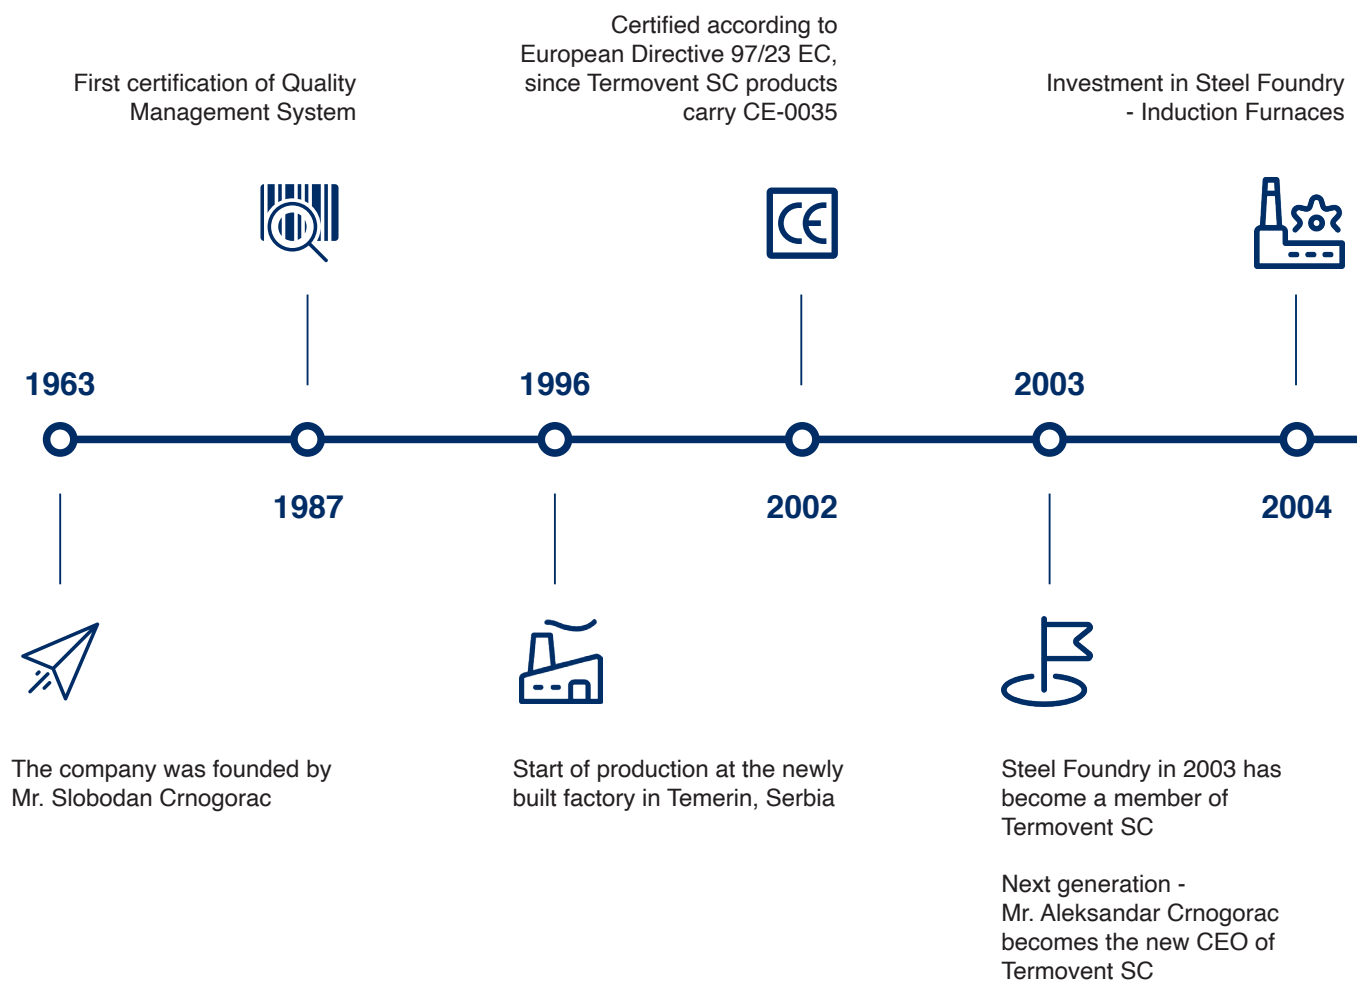 First certification of Quality
Management System
Certified according to
European Directive 97/23 EC,
since Termovent SC products
carry CE-0035
Investment in Steel Foundry
- Induction Furnaces
CE
1963
1996
2003
1987
2002
2004
The company was founded by
Mr. Slobodan Crnogorac
Start of production at the newly
built factory in Temerin, Serbia
Steel Foundry in 2003 has
become a member of
Termovent SC
Next generation -
Mr. Aleksandar Crnogorac
becomes the new CEO of
Termovent SC